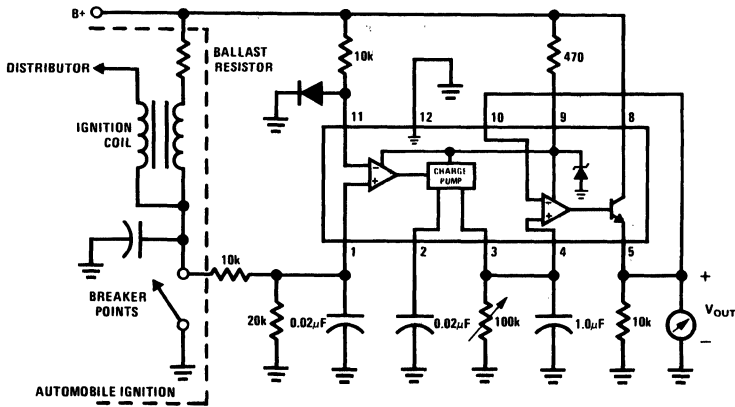 B+
BALLAST
RESISTOR
DISTRIBUTOR
IGNITION
COIL
10k
470
11
12
10
9
8
−
+
CHARGE
PUMP
−
+
1
2
3
4
5
10k
BREAKER
POINTS
20k
0.02µF
0.02µF
100k
1.0µF
10k
+
VOUT
−
AUTOMOBILE IGNITION